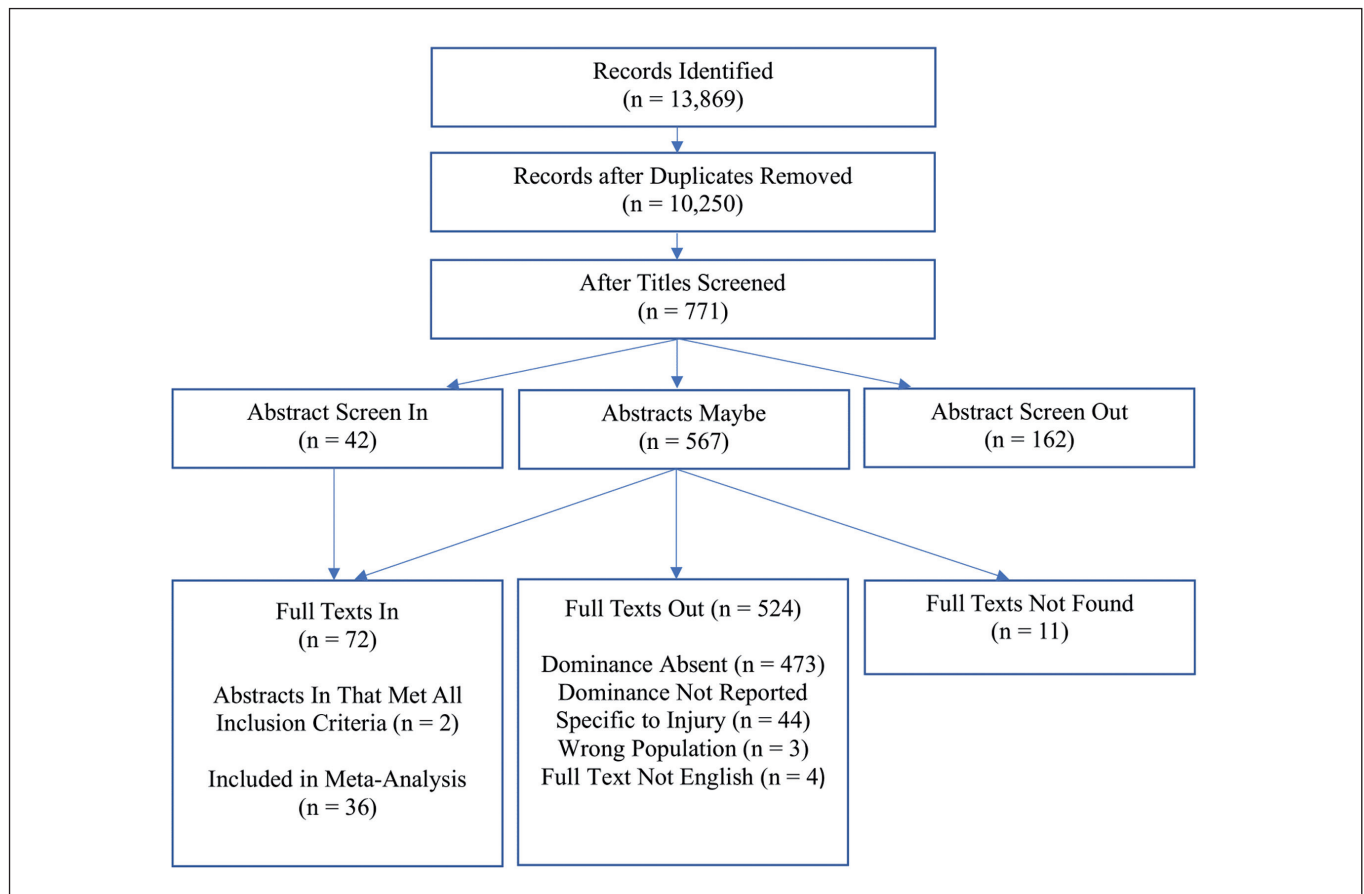 Records Identified
(n = 13,869)
Records after Duplicates Removed
(n = 10,250)
After Titles Screened
(n = 771)
Abstract Screen In
(n = 42)
Abstracts Maybe
(n = 567)
Abstract Screen Out
(n = 162)
Full Texts In
(n = 72)
Abstracts In That Met All
Inclusion Criteria (n = 2)
Included in Meta-Analysis
(n = 36)
Full Texts Out (n = 524)
Dominance Absent (n = 473)
Dominance Not Reported
Specific to Injury (n = 44)
Wrong Population (n = 3)
Full Text Not English (n = 4)
Full Texts Not Found
(n = 11)